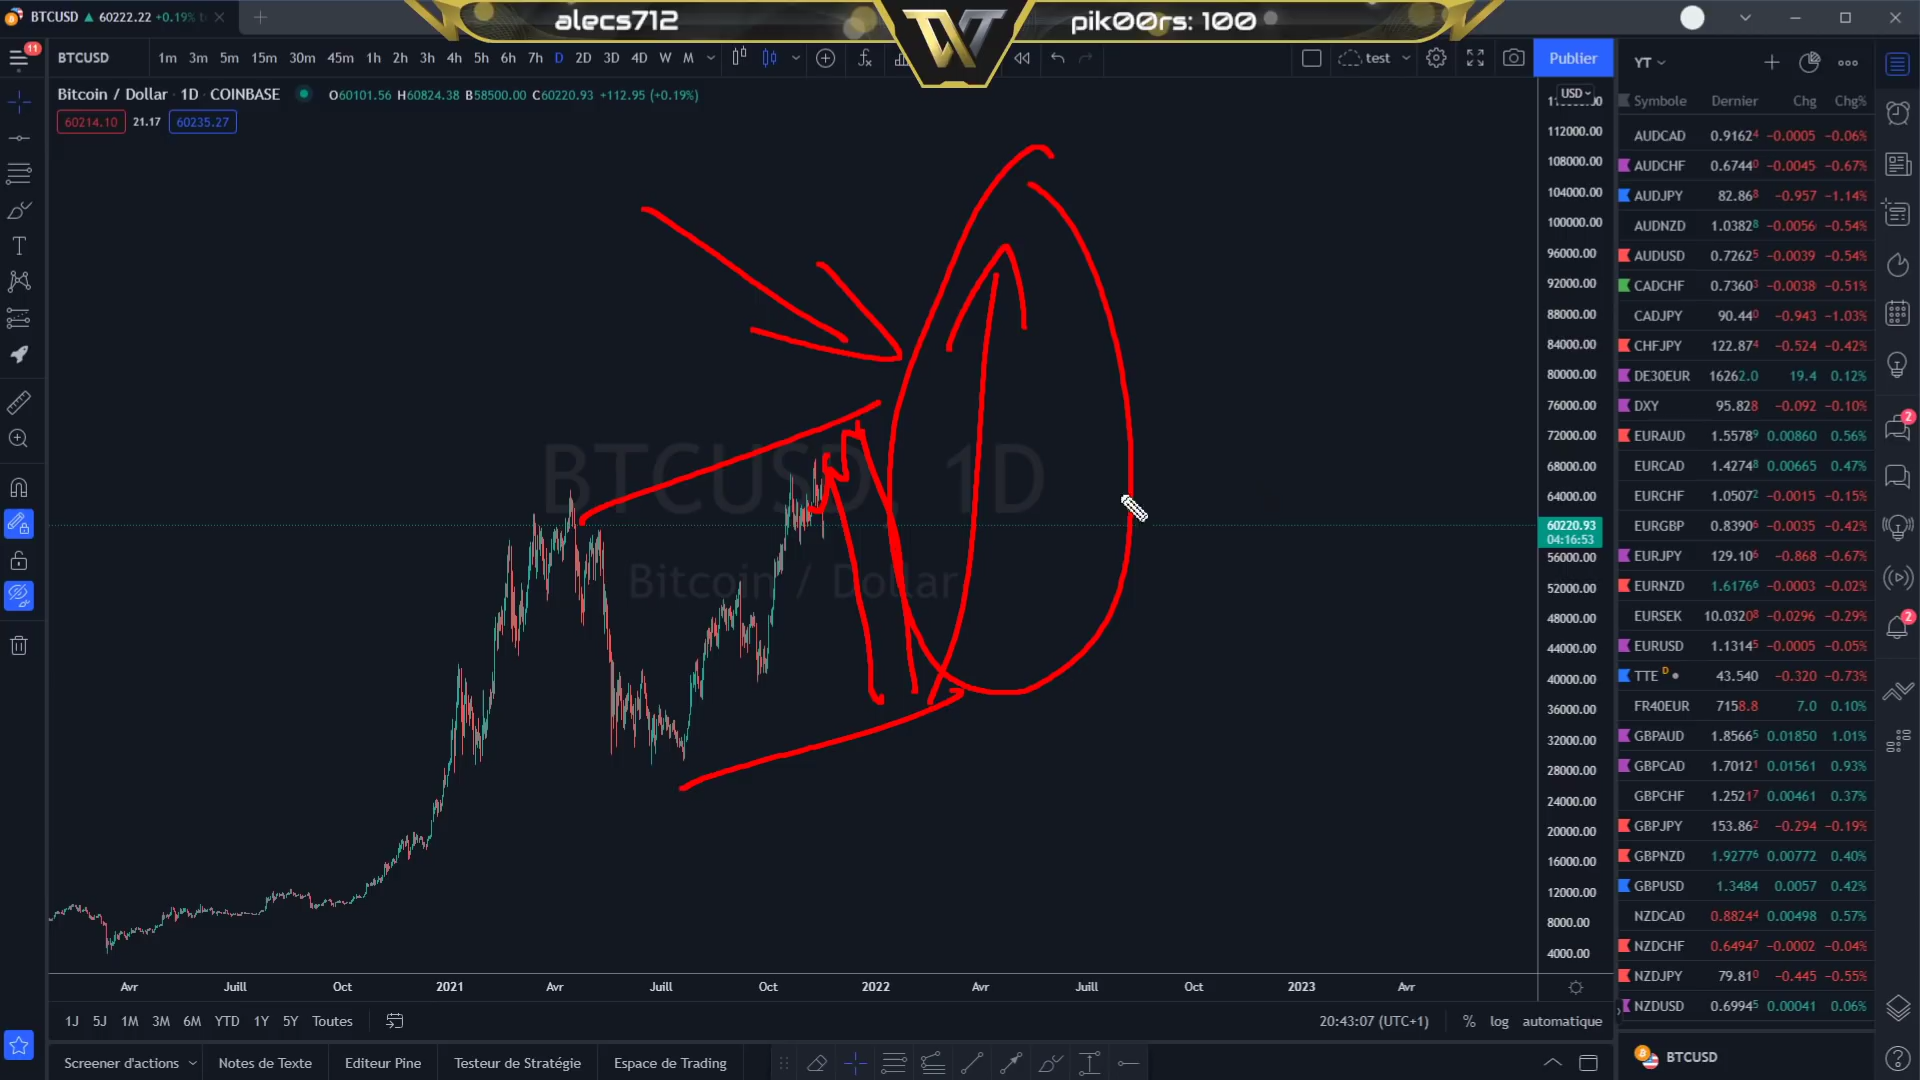 BTCUSD ▲ 60222.22 +0.19%
alecs712
pik00rs: 100
11
BTCUSD
1m 3m 5m 15m 30m 45m 1h 2h 3h 4h 5h 6h 7h D 2D 3D 4D W M
test
Publier
YT
Bitcoin / Dollar · 1D · COINBASE
O60101.56 H60824.38 B58500.00 C60220.93 +112.95 (+0.19%)
60214.10 21.17 60235.27
USD
112000.00
108000.00
104000.00
100000.00
96000.00
92000.00
88000.00
84000.00
80000.00
76000.00
72000.00
68000.00
64000.00
60220.93
04:16:53
56000.00
52000.00
48000.00
44000.00
40000.00
36000.00
32000.00
28000.00
24000.00
20000.00
16000.00
12000.00
8000.00
4000.00
BTCUSD, 1D
Bitcoin / Dollar
Symbole Dernier Chg Chg%
AUDCAD 0.91624 -0.0005 -0.06%
AUDCHF 0.67440 -0.0045 -0.67%
AUDJPY 82.868 -0.957 -1.14%
AUDNZD 1.03828 -0.0056 -0.54%
AUDUSD 0.72625 -0.0039 -0.54%
CADCHF 0.73603 -0.0038 -0.51%
CADJPY 90.440 -0.943 -1.03%
CHFJPY 122.874 -0.524 -0.42%
DE30EUR 16262.0 19.4 0.12%
DXY 95.828 -0.092 -0.10%
EURAUD 1.55789 0.00860 0.56%
EURCAD 1.42748 0.00665 0.47%
EURCHF 1.05072 -0.0015 -0.15%
EURGBP 0.83906 -0.0035 -0.42%
EURJPY 129.106 -0.868 -0.67%
EURNZD 1.61766 -0.0003 -0.02%
EURSEK 10.03208 -0.0296 -0.29%
EURUSD 1.13145 -0.0005 -0.05%
TTE D 43.540 -0.320 -0.73%
FR40EUR 7158.8 7.0 0.10%
GBPAUD 1.85665 0.01850 1.01%
GBPCAD 1.70121 0.01561 0.93%
GBPCHF 1.25217 0.00461 0.37%
GBPJPY 153.862 -0.294 -0.19%
GBPNZD 1.92776 0.00772 0.40%
GBPUSD 1.3484 0.0057 0.42%
NZDCAD 0.88244 0.00498 0.57%
NZDCHF 0.64947 -0.0002 -0.04%
NZDJPY 79.810 -0.445 -0.55%
NZDUSD 0.69945 0.00041 0.06%
2
2
Avr Juill Oct 2021 Avr Juill Oct 2022 Avr Juill Oct 2023 Avr
1J 5J 1M 3M 6M YTD 1Y 5Y Toutes
20:43:07 (UTC+1) % log automatique
Screener d'actions Notes de Texte Editeur Pine Testeur de Stratégie Espace de Trading
BTCUSD